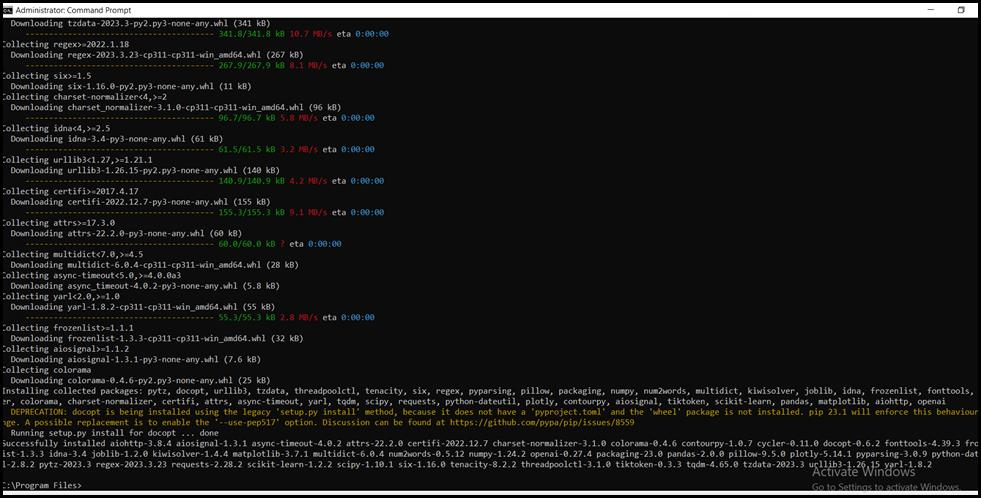 Administrator: Command Prompt
Downloading tzdata-2023.3-py2.py3-none-any.whl (341 kB)
---------------------------------------- 341.8/341.8 kB 10.7 MB/s eta 0:00:00
Collecting regex>=2022.1.18
Downloading regex-2023.3.23-cp311-cp311-win_amd64.whl (267 kB)
---------------------------------------- 267.9/267.9 kB 8.1 MB/s eta 0:00:00
Collecting six>=1.5
Downloading six-1.16.0-py2.py3-none-any.whl (11 kB)
Collecting charset-normalizer<4,>=2
Downloading charset_normalizer-3.1.0-cp311-cp311-win_amd64.whl (96 kB)
---------------------------------------- 96.7/96.7 kB 5.8 MB/s eta 0:00:00
Collecting idna<4,>=2.5
Downloading idna-3.4-py3-none-any.whl (61 kB)
---------------------------------------- 61.5/61.5 kB 3.2 MB/s eta 0:00:00
Collecting urllib3<1.27,>=1.21.1
Downloading urllib3-1.26.15-py2.py3-none-any.whl (140 kB)
---------------------------------------- 140.9/140.9 kB 4.2 MB/s eta 0:00:00
Collecting certifi>=2017.4.17
Downloading certifi-2022.12.7-py3-none-any.whl (155 kB)
---------------------------------------- 155.3/155.3 kB 9.1 MB/s eta 0:00:00
Collecting attrs>=17.3.0
Downloading attrs-22.2.0-py3-none-any.whl (60 kB)
---------------------------------------- 60.0/60.0 kB ? eta 0:00:00
Collecting multidict<7.0,>=4.5
Downloading multidict-6.0.4-cp311-cp311-win_amd64.whl (28 kB)
Collecting async-timeout<5.0,>=4.0.0a3
Downloading async_timeout-4.0.2-py3-none-any.whl (5.8 kB)
Collecting yarl<2.0,>=1.0
Downloading yarl-1.8.2-cp311-cp311-win_amd64.whl (55 kB)
---------------------------------------- 55.3/55.3 kB 2.8 MB/s eta 0:00:00
Collecting frozenlist>=1.1.1
Downloading frozenlist-1.3.3-cp311-cp311-win_amd64.whl (32 kB)
Collecting aiosignal>=1.1.2
Downloading aiosignal-1.3.1-py3-none-any.whl (7.6 kB)
Collecting colorama
Downloading colorama-0.4.6-py2.py3-none-any.whl (25 kB)
Installing collected packages: pytz, docopt, urllib3, tzdata, threadpoolctl, tenacity, six, regex, pyparsing, pillow, packaging, numpy, num2words, multidict, kiwisolver, joblib, idna, frozenlist, fonttools,
er, colorama, charset-normalizer, certifi, attrs, async-timeout, yarl, tqdm, scipy, requests, python-dateutil, plotly, contourpy, aiosignal, tiktoken, scikit-learn, pandas, matplotlib, aiohttp, openai
DEPRECATION: docopt is being installed using the legacy 'setup.py install' method, because it does not have a 'pyproject.toml' and the 'wheel' package is not installed. pip 23.1 will enforce this behaviour
nge. A possible replacement is to enable the '--use-pep517' option. Discussion can be found at https://github.com/pypa/pip/issues/8559
Running setup.py install for docopt ... done
Successfully installed aiohttp-3.8.4 aiosignal-1.3.1 async-timeout-4.0.2 attrs-22.2.0 certifi-2022.12.7 charset-normalizer-3.1.0 colorama-0.4.6 contourpy-1.0.7 cycler-0.11.0 docopt-0.6.2 fonttools-4.39.3 fro
st-1.3.3 idna-3.4 joblib-1.2.0 kiwisolver-1.4.4 matplotlib-3.7.1 multidict-6.0.4 num2words-0.5.12 numpy-1.24.2 openai-0.27.4 packaging-23.0 pandas-2.0.0 pillow-9.5.0 plotly-5.14.1 pyparsing-3.0.9 python-dat
l-2.8.2 pytz-2023.3 regex-2023.3.23 requests-2.28.2 scikit-learn-1.2.2 scipy-1.10.1 six-1.16.0 tenacity-8.2.2 threadpoolctl-3.1.0 tiktoken-0.3.3 tqdm-4.65.0 tzdata-2023.3 urllib3-1.26.15 yarl-1.8.2
Activate Windows
C:\Program Files>
Go to Settings to activate Windows.